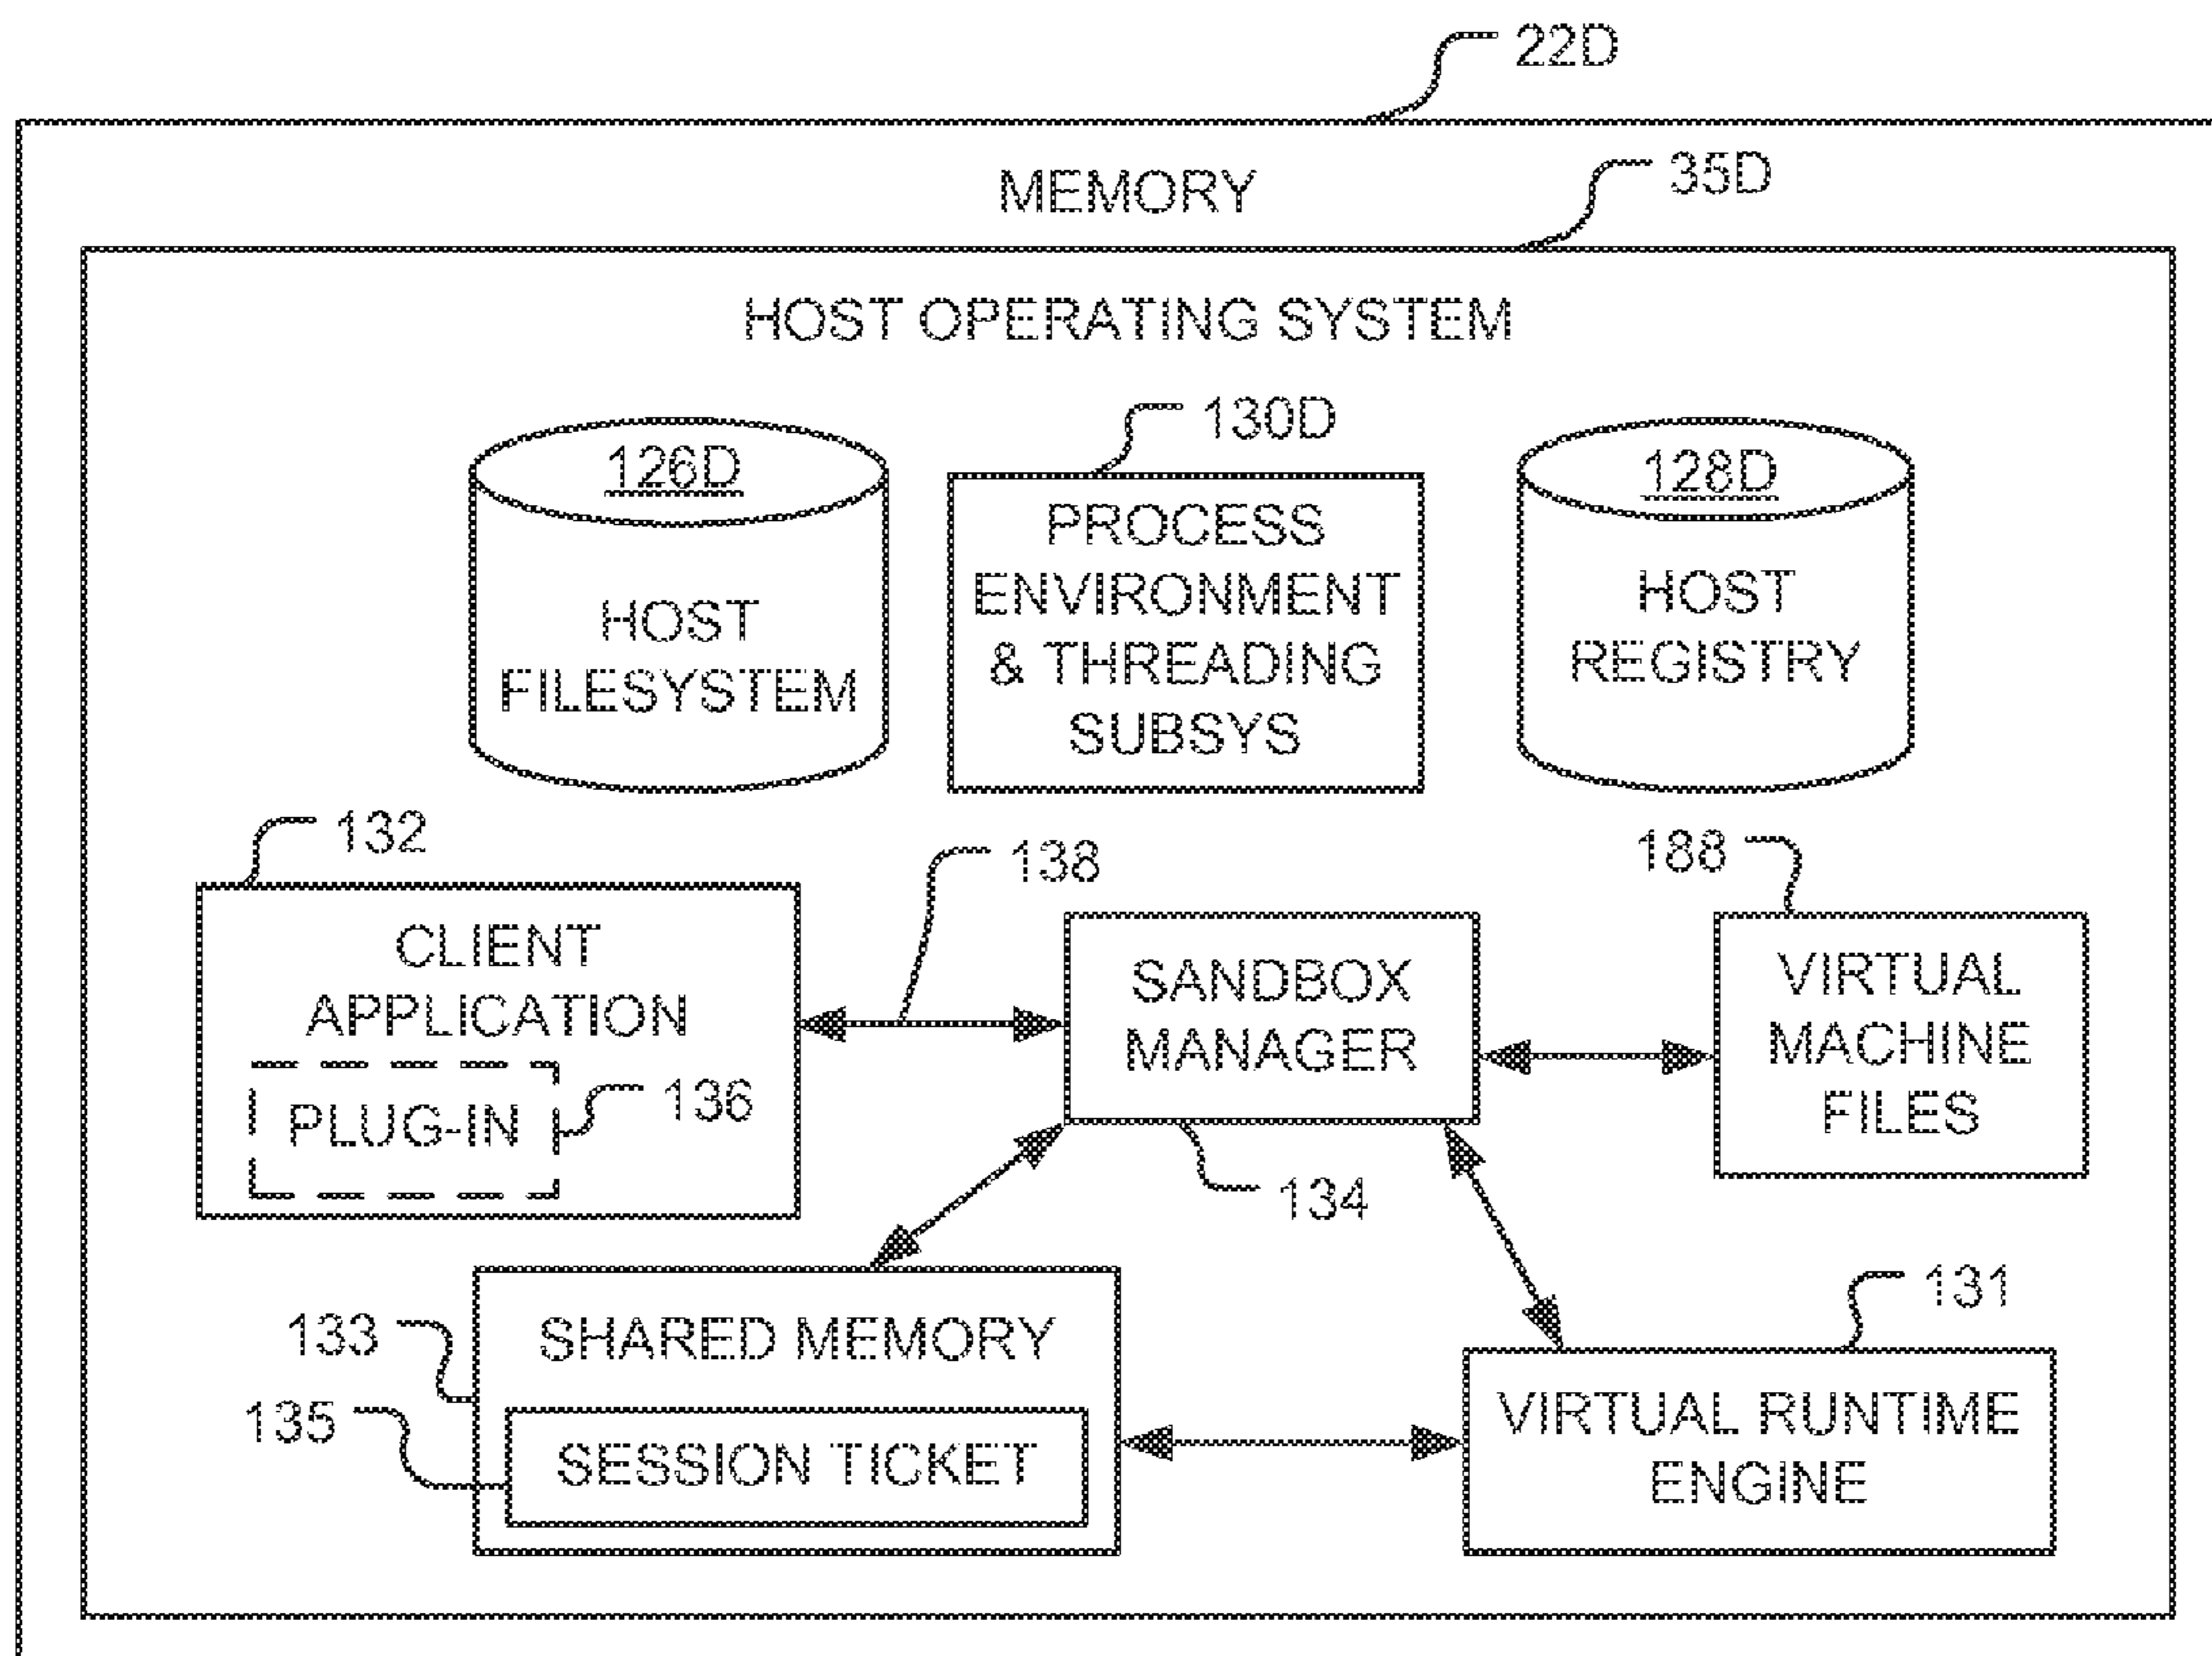 22D
MEMORY
35D
HOST OPERATING SYSTEM
126D
HOST
FILESYSTEM
130D
PROCESS
ENVIRONMENT
& THREADING
SUBSYS
128D
HOST
REGISTRY
132
CLIENT
APPLICATION
PLUG-IN
136
138
SANDBOX
MANAGER
134
188
VIRTUAL
MACHINE
FILES
133
SHARED MEMORY
135
SESSION TICKET
131
VIRTUAL RUNTIME
ENGINE